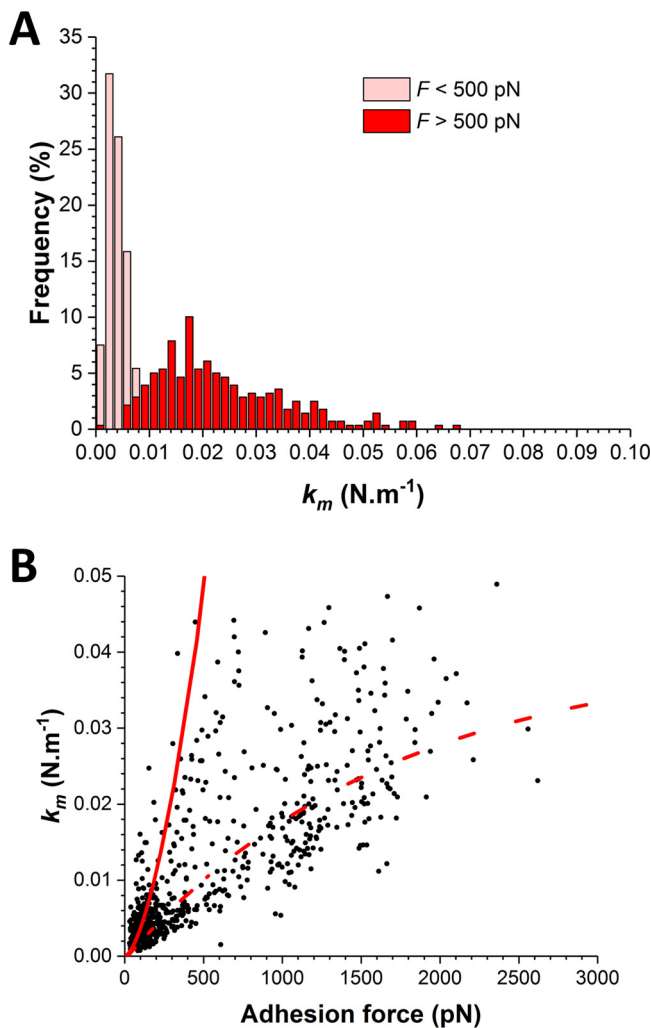 A
35
30
25
20
15
10
5
0
Frequency (%)
F < 500 pN
F > 500 pN
0.00 0.01 0.02 0.03 0.04 0.05 0.06 0.07 0.08 0.09 0.10
km (N.m-1)
B
0.05
0.04
0.03
0.02
0.01
0.00
km (N.m-1)
0 500 1000 1500 2000 2500 3000
Adhesion force (pN)